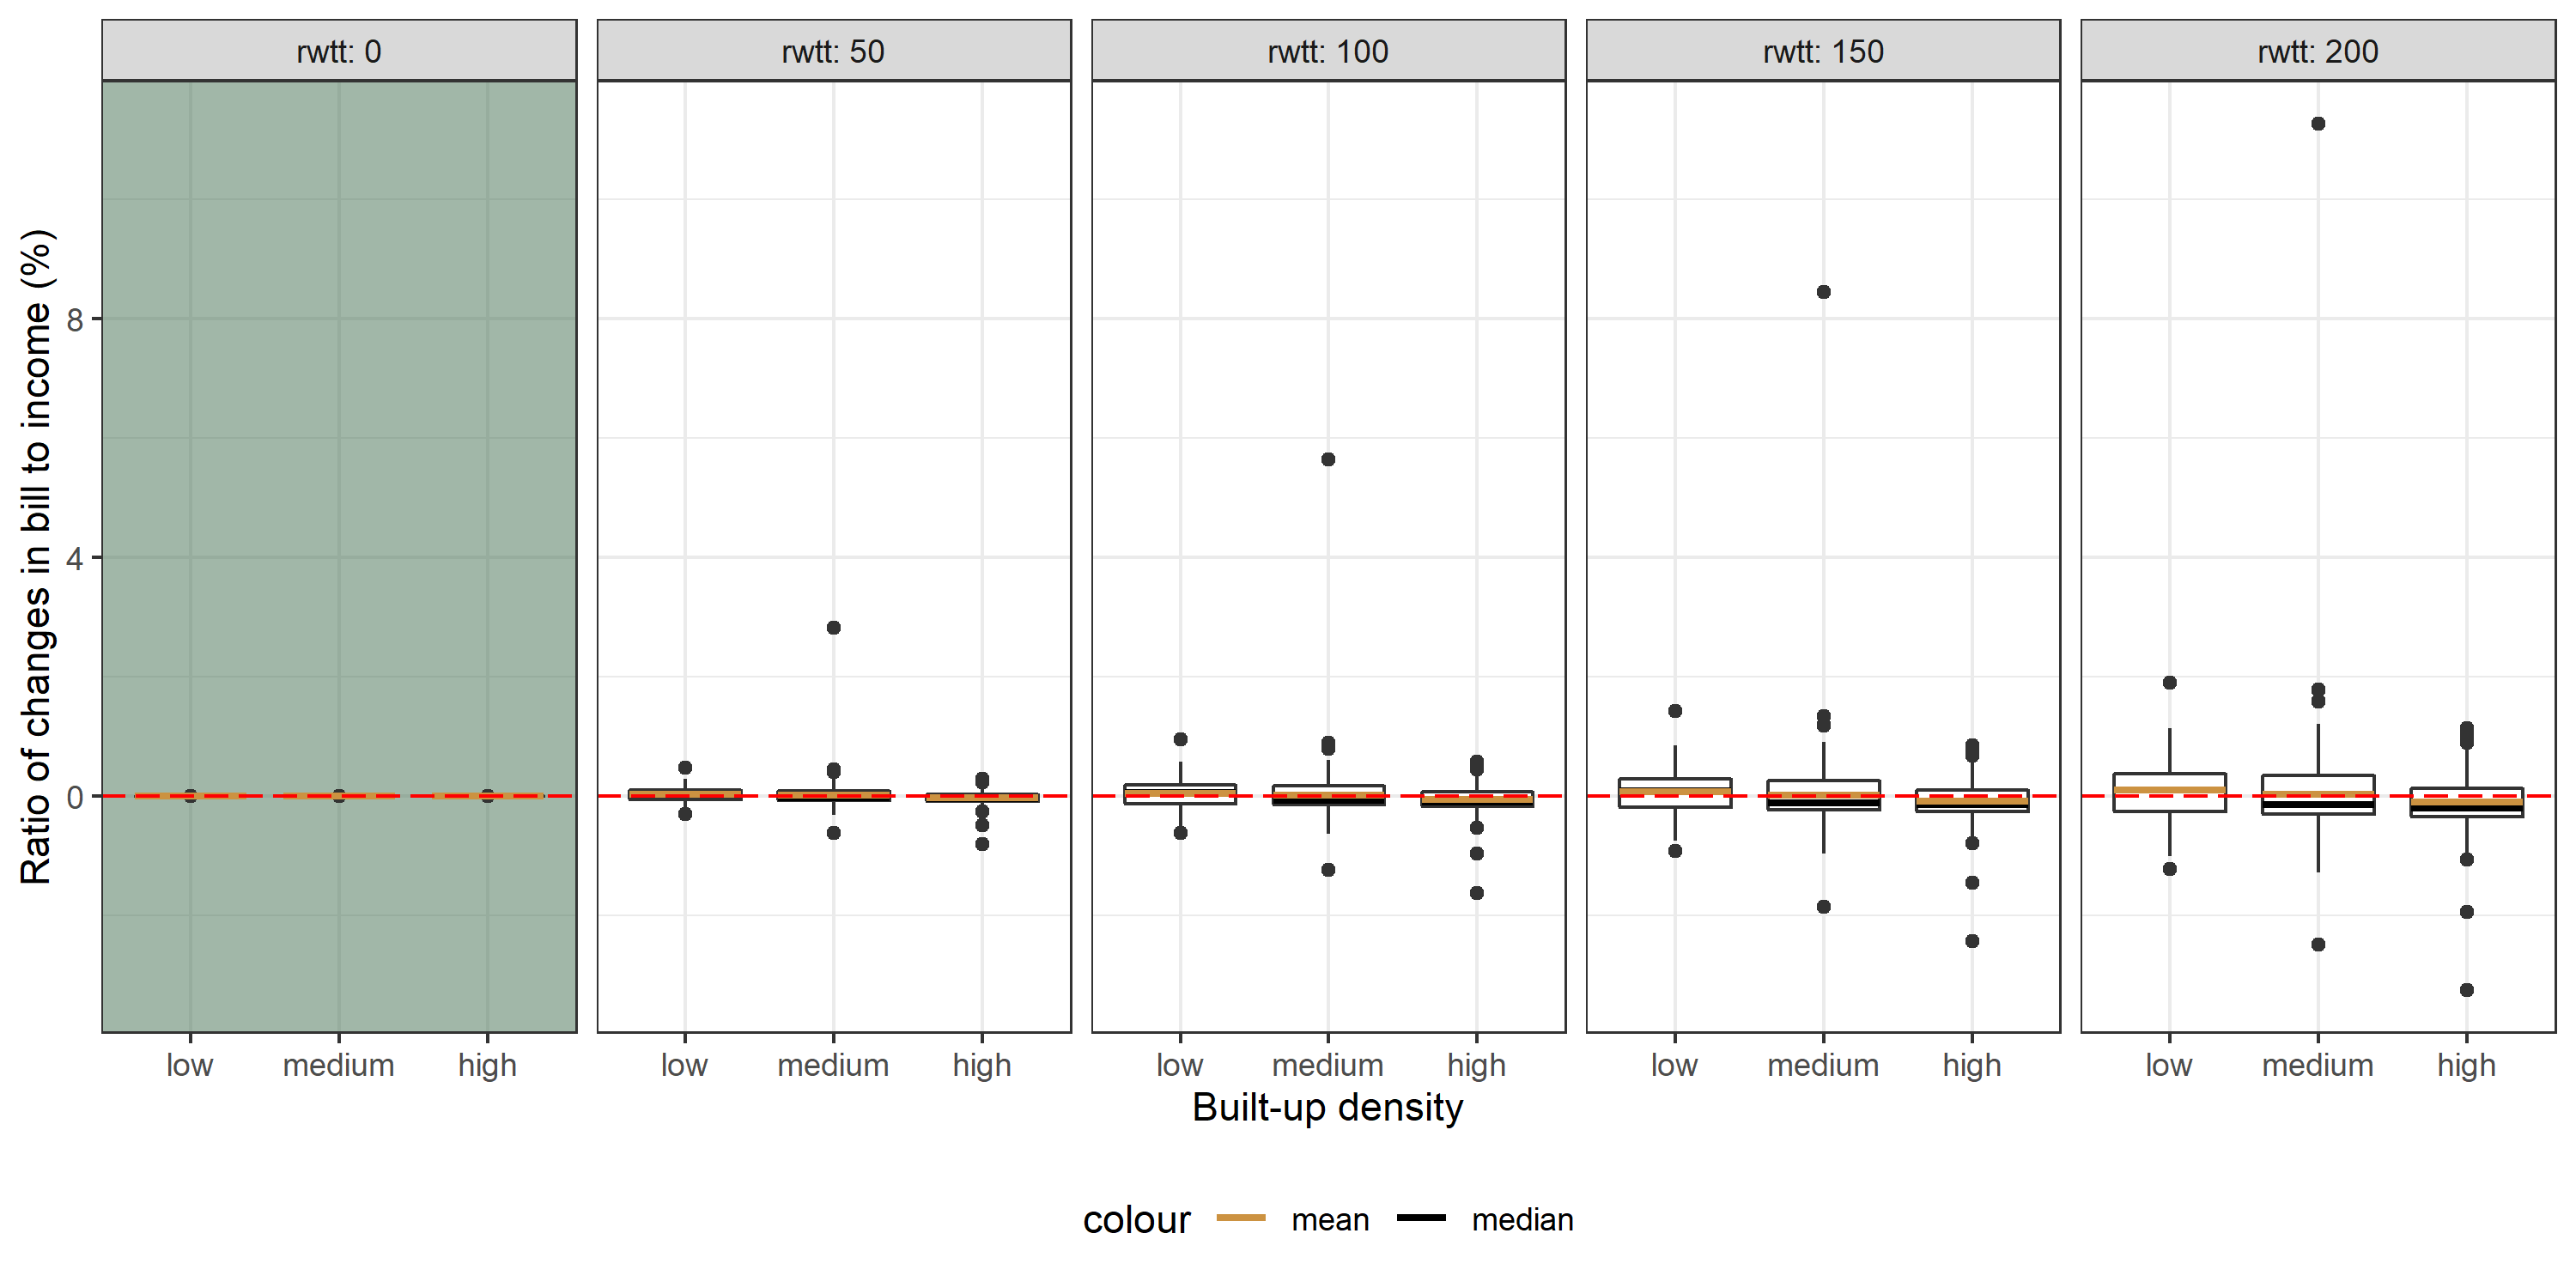 rwtt: 0 rwtt: 50 rwtt: 100 rwtt: 150 rwtt: 200
Ratio of changes in bill to income (%)
8
4
0
low medium high low medium high low medium high low medium high low medium high
Built-up density
colour mean median